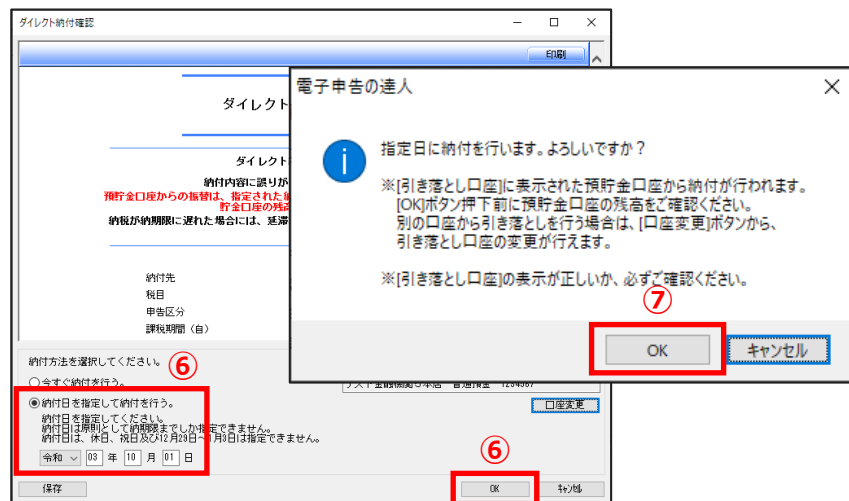 ダイレクト納付確認
印刷
ダイレクト
ダイレクト
納付内容に誤りが
預貯金口座からの振替は、指定された
貯金口座の残高
納税が納期限に遅れた場合には、延滞
納付先
税目
申告区分
課税期間（自）
納付方法を選択してください。
⑥
今すぐ納付を行う。
納付日を指定して納付を行う。
納付日を指定してください。
納付日は原則として納期限までしか指定できません。
納付日は、休日、祝日及び12月29日～1月3日は指定できません。
令和 03 年 10 月 01 日
普通預金 1234567
口座変更
⑥
保存 OK キャンセル
電子申告の達人
指定日に納付を行います。よろしいですか？
※[引き落とし口座]に表示された預貯金口座から納付が行われます。
[OK]ボタン押下前に預貯金口座の残高をご確認ください。
別の口座から引き落としを行う場合は、[口座変更]ボタンから、
引き落とし口座の変更が行えます。
※[引き落とし口座]の表示が正しいか、必ずご確認ください。
⑦
OK キャンセル